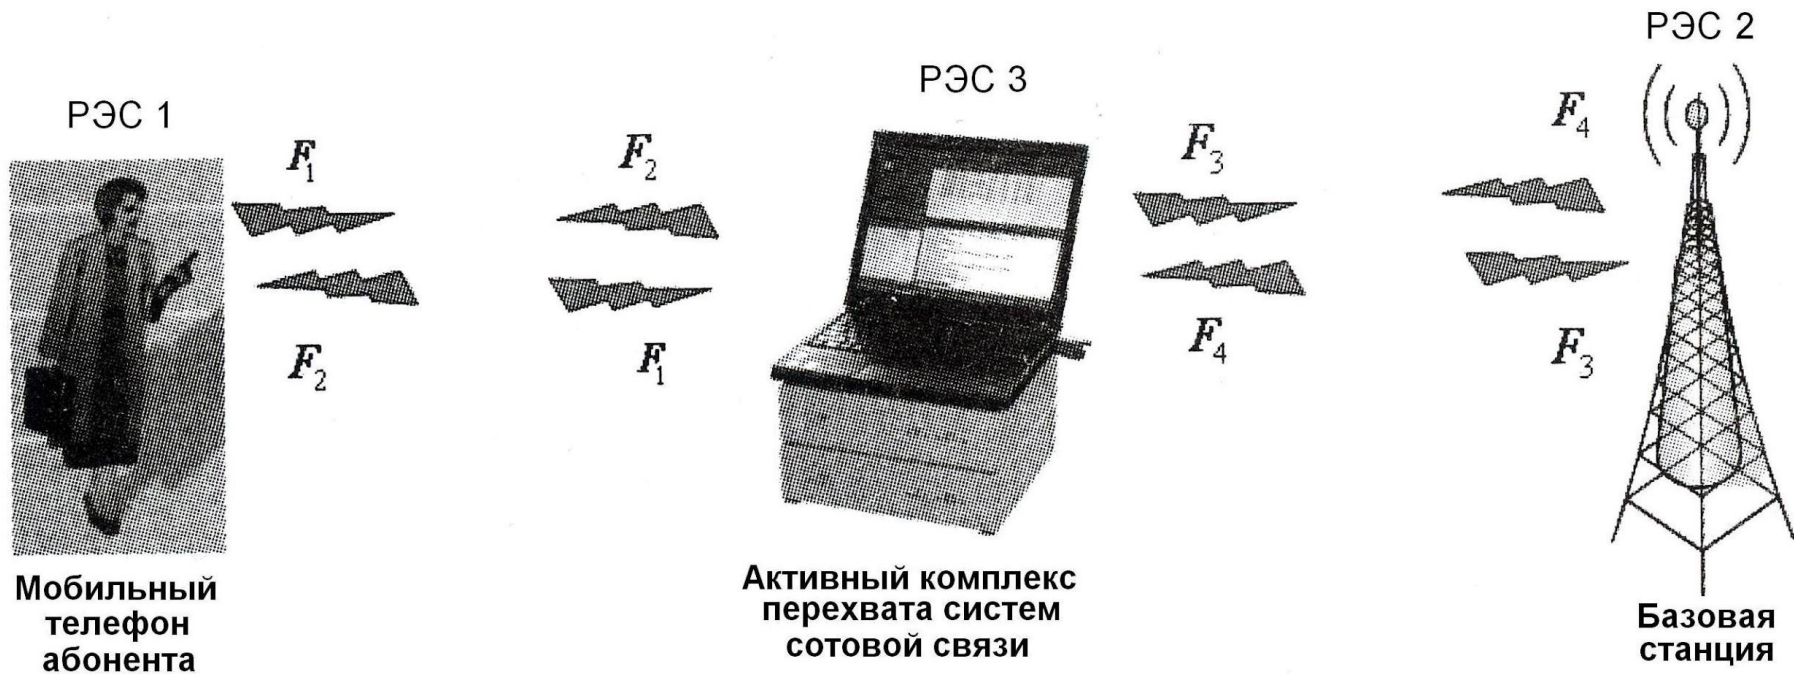 РЭС 2
РЭС 3
РЭС 1
F₁
F₂
F₃
F₄
F₂
F₁
F₄
F₃
Мобильный
телефон
абонента
Активный комплекс
перехвата систем
сотовой связи
Базовая
станция